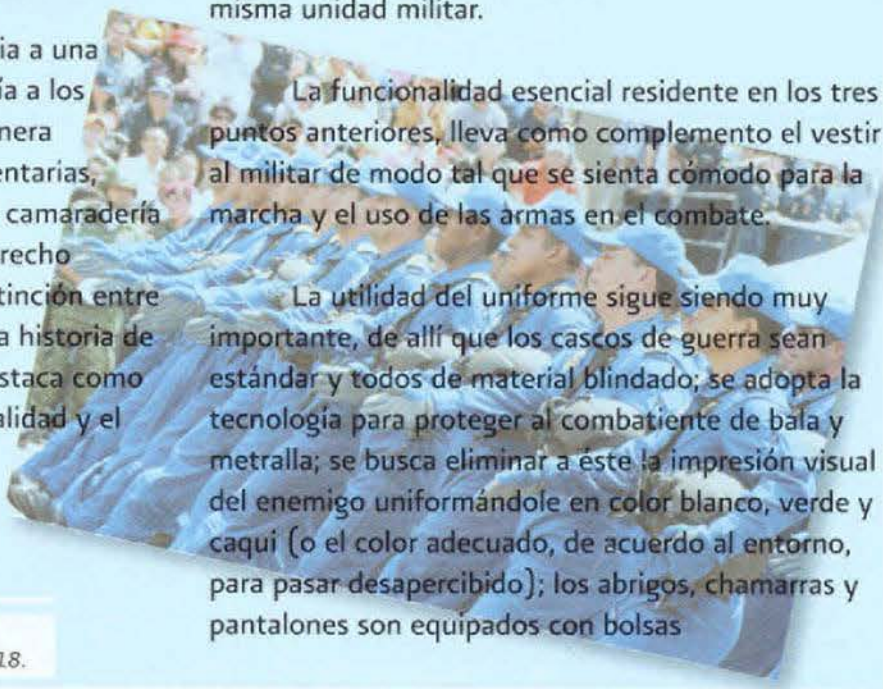 ia a una
ía a los
nera
entarias,
camaradería
recho
tinción entre
a historia de
staca como
alidad y el
18.
misma unidad militar.
La funcionalidad esencial residente en los tres
puntos anteriores, lleva como complemento el vestir
al militar de modo tal que se sienta cómodo para la
marcha y el uso de las armas en el combate.
La utilidad del uniforme sigue siendo muy
importante, de allí que los cascos de guerra sean
estándar y todos de material blindado; se adopta la
tecnología para proteger al combatiente de bala y
metralla; se busca eliminar a éste la impresión visual
del enemigo uniformándole en color blanco, verde y
caqui (o el color adecuado, de acuerdo al entorno,
para pasar desapercibido); los abrigos, chamarras y
pantalones son equipados con bolsas